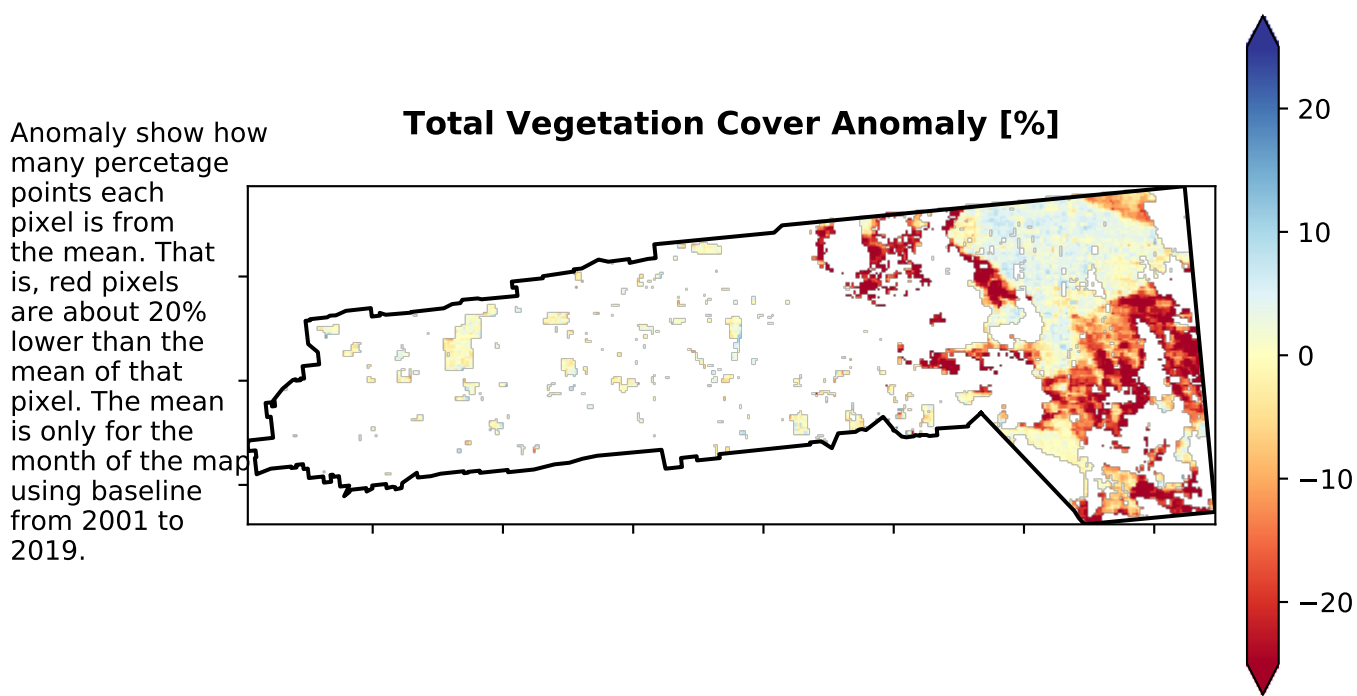 Total Vegetation Cover Anomaly [%]
Anomaly show how
many percetage
points each
pixel is from
the mean. That
is, red pixels
are about 20%
lower than the
mean of that
pixel. The mean
is only for the
month of the map
using baseline
from 2001 to
2019.
20
10
0
−10
−20